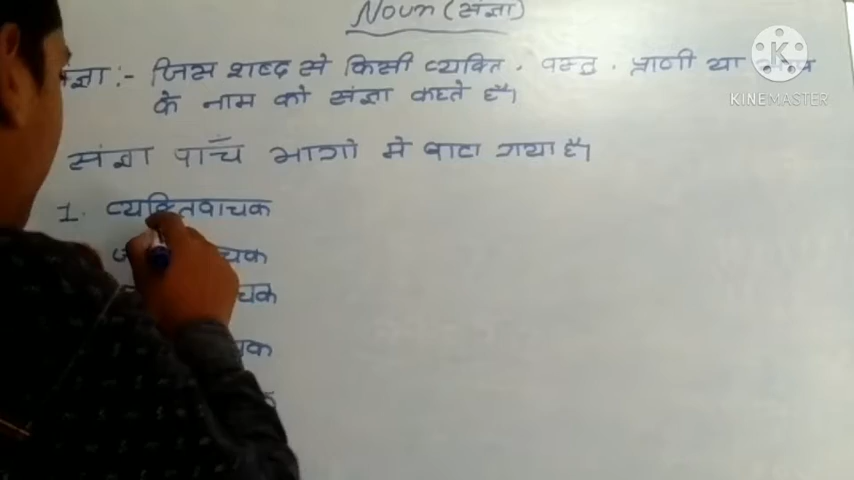 Noun (संज्ञा)
:- जिस शब्द से किसी व्यक्ति . वस्तु . प्राणी या
के नाम को संज्ञा कहते है।
संज्ञा पाँच भागो मे बाटा गया है।
1. व्यक्तिवाचक
KINEMASTER